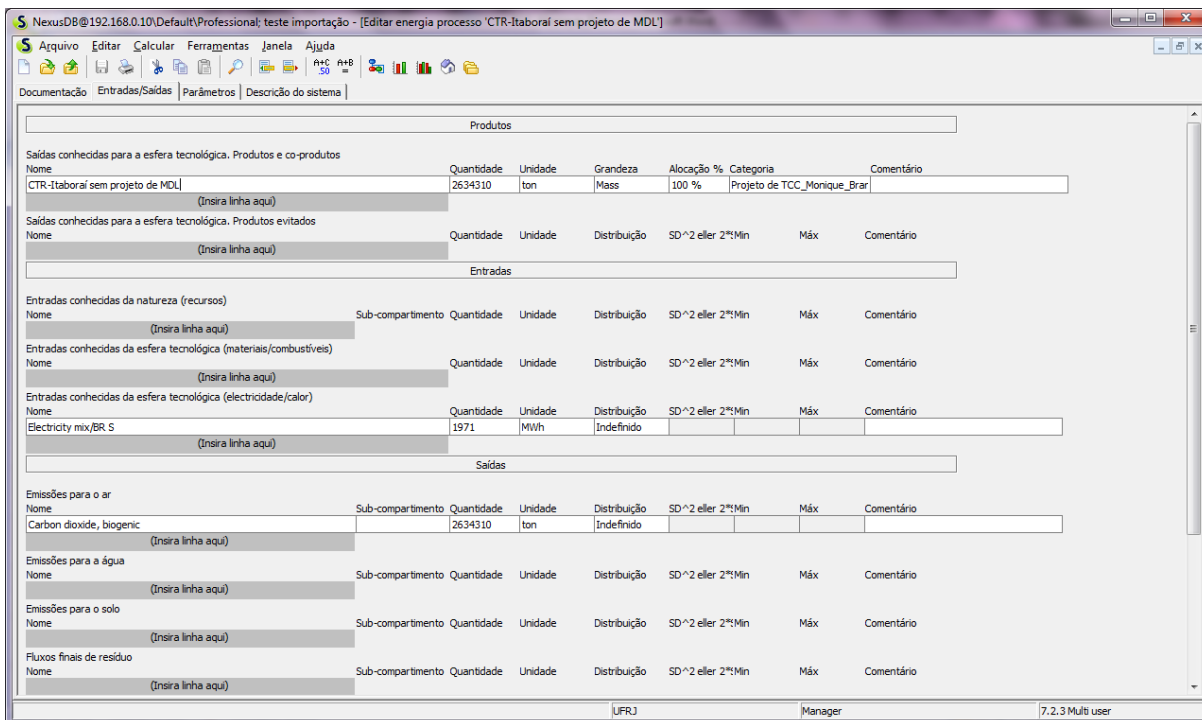 NexusDB@192.168.0.10\Default\Professional; teste importação - [Editar energia processo 'CTR-Itaboraí sem projeto de MDL']
Arquivo Editar Calcular Ferramentas Janela Ajuda
A+C .50 A+B =
Documentação Entradas/Saídas Parâmetros Descrição do sistema
Produtos
Saídas conhecidas para a esfera tecnológica. Produtos e co-produtos
Nome Quantidade Unidade Grandeza Alocação % Categoria Comentário
CTR-Itaboraí sem projeto de MDL 2634310 ton Mass 100 % Projeto de TCC_Monique_Brar
(Insira linha aqui)
Saídas conhecidas para a esfera tecnológica. Produtos evitados
Nome Quantidade Unidade Distribuição SD^2 eller 2*: Min Máx Comentário
(Insira linha aqui)
Entradas
Entradas conhecidas da natureza (recursos)
Nome Sub-compartimento Quantidade Unidade Distribuição SD^2 eller 2*: Min Máx Comentário
(Insira linha aqui)
Entradas conhecidas da esfera tecnológica (materiais/combustíveis)
Nome Quantidade Unidade Distribuição SD^2 eller 2*: Min Máx Comentário
(Insira linha aqui)
Entradas conhecidas da esfera tecnológica (electricidade/calor)
Nome Quantidade Unidade Distribuição SD^2 eller 2*: Min Máx Comentário
Electricity mix/BR S 1971 MWh Indefinido
(Insira linha aqui)
Saídas
Emissões para o ar
Nome Sub-compartimento Quantidade Unidade Distribuição SD^2 eller 2*: Min Máx Comentário
Carbon dioxide, biogenic 2634310 ton Indefinido
(Insira linha aqui)
Emissões para a água
Nome Sub-compartimento Quantidade Unidade Distribuição SD^2 eller 2*: Min Máx Comentário
(Insira linha aqui)
Emissões para o solo
Nome Sub-compartimento Quantidade Unidade Distribuição SD^2 eller 2*: Min Máx Comentário
(Insira linha aqui)
Fluxos finais de resíduo
Nome Sub-compartimento Quantidade Unidade Distribuição SD^2 eller 2*: Min Máx Comentário
(Insira linha aqui)
UFRJ Manager 7.2.3 Multi user